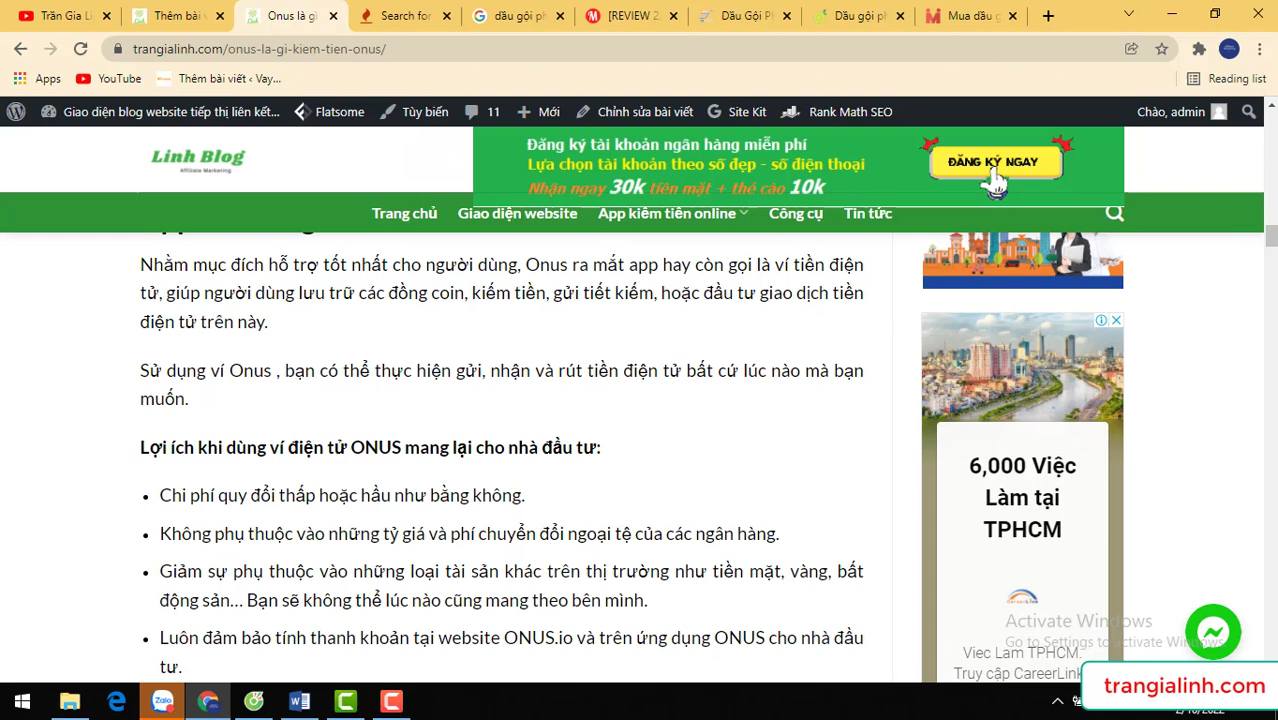 Trần Gia Li
Thêm bài v
Onus là gì
Search for
dầu gội ph
[REVIEW 2
Dầu Gội P
Dầu gội ph
Mua dầu g
trangialinh.com/onus-la-gi-kiem-tien-onus/
Apps
YouTube
Thêm bài viết ‹ Vay...
Reading list
Giao diện blog website tiếp thị liên kết...
Flatsome
Tùy biến
11
Mới
Chỉnh sửa bài viết
Site Kit
Rank Math SEO
Chào, admin
Linh Blog
Affiliate Marketing
Đăng ký tài khoản ngân hàng miễn phí
Lựa chọn tài khoản theo số đẹp - số điện thoại
Nhận ngay 30k tiền mặt + thẻ cào 10k
ĐĂNG KÝ NGAY
Trang chủ
Giao diện website
App kiếm tiền online
Công cụ
Tin tức
Nhằm mục đích hỗ trợ tốt nhất cho người dùng, Onus ra mắt app hay còn gọi là ví tiền điện
tử, giúp người dùng lưu trữ các đồng coin, kiếm tiền, gửi tiết kiếm, hoặc đầu tư giao dịch tiền
điện tử trên này.
Sử dụng ví Onus , bạn có thể thực hiện gửi, nhận và rút tiền điện tử bất cứ lúc nào mà bạn
muốn.
Lợi ích khi dùng ví điện tử ONUS mang lại cho nhà đầu tư:
• Chi phí quy đổi thấp hoặc hầu như bằng không.
• Không phụ thuộc vào những tỷ giá và phí chuyển đổi ngoại tệ của các ngân hàng.
• Giảm sự phụ thuộc vào những loại tài sản khác trên thị trường như tiền mặt, vàng, bất
động sản… Bạn sẽ không thể lúc nào cũng mang theo bên mình.
• Luôn đảm bảo tính thanh khoản tại website ONUS.io và trên ứng dụng ONUS cho nhà đầu
tư.
6,000 Việc
Làm tại
TPHCM
CareerLink
Viec Lam TPHCM.
Truy cập CareerLink
Activate Windows
Go to Settings to activate Windows.
Zalo
trangialinh.com